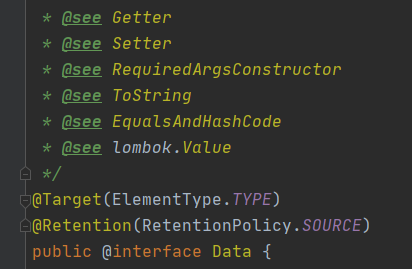 * @see Getter
* @see Setter
* @see RequiredArgsConstructor
* @see ToString
* @see EqualsAndHashCode
* @see lombok.Value
*/
@Target(ElementType.TYPE)
@Retention(RetentionPolicy.SOURCE)
public @interface Data {